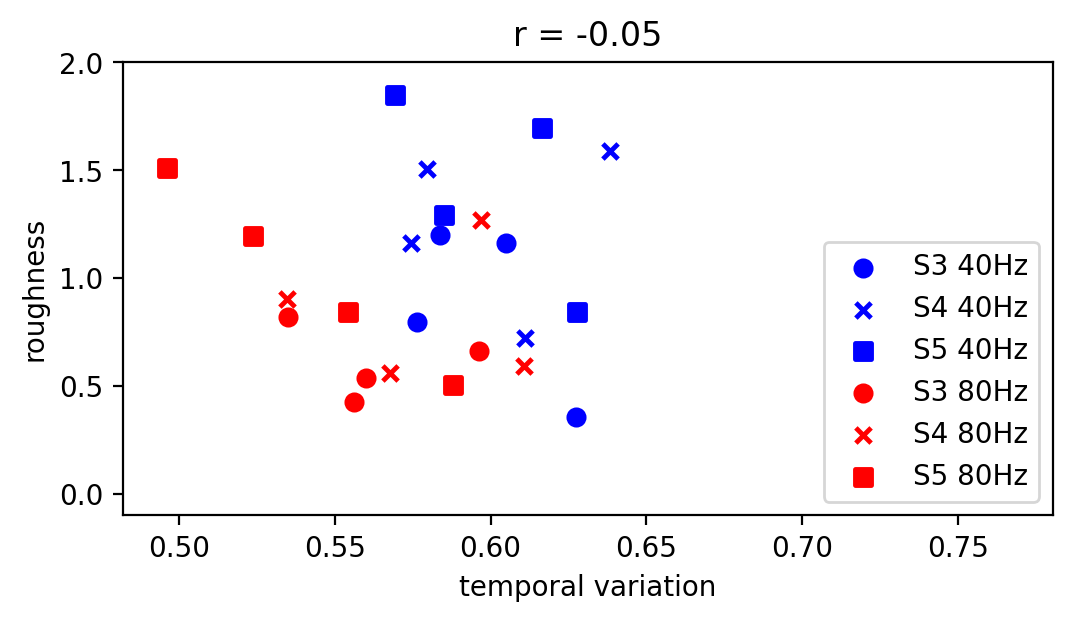 r = -0.05
roughness
2.0
1.5
1.0
0.5
0.0
S3 40Hz
S4 40Hz
S5 40Hz
S3 80Hz
S4 80Hz
S5 80Hz
0.50 0.55 0.60 0.65 0.70 0.75
temporal variation